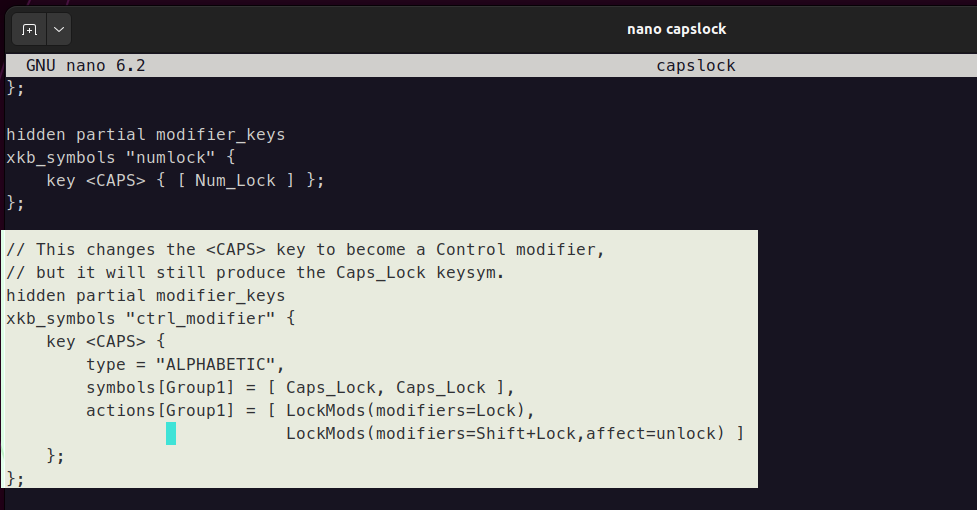 nano capslock
GNU nano 6.2 capslock
};
hidden partial modifier_keys
xkb_symbols "numlock" {
    key <CAPS> { [ Num_Lock ] };
};
// This changes the <CAPS> key to become a Control modifier,
// but it will still produce the Caps_Lock keysym.
hidden partial modifier_keys
xkb_symbols "ctrl_modifier" {
    key <CAPS> {
        type = "ALPHABETIC",
        symbols[Group1] = [ Caps_Lock, Caps_Lock ],
        actions[Group1] = [ LockMods(modifiers=Lock),
                            LockMods(modifiers=Shift+Lock,affect=unlock) ]
    };
};